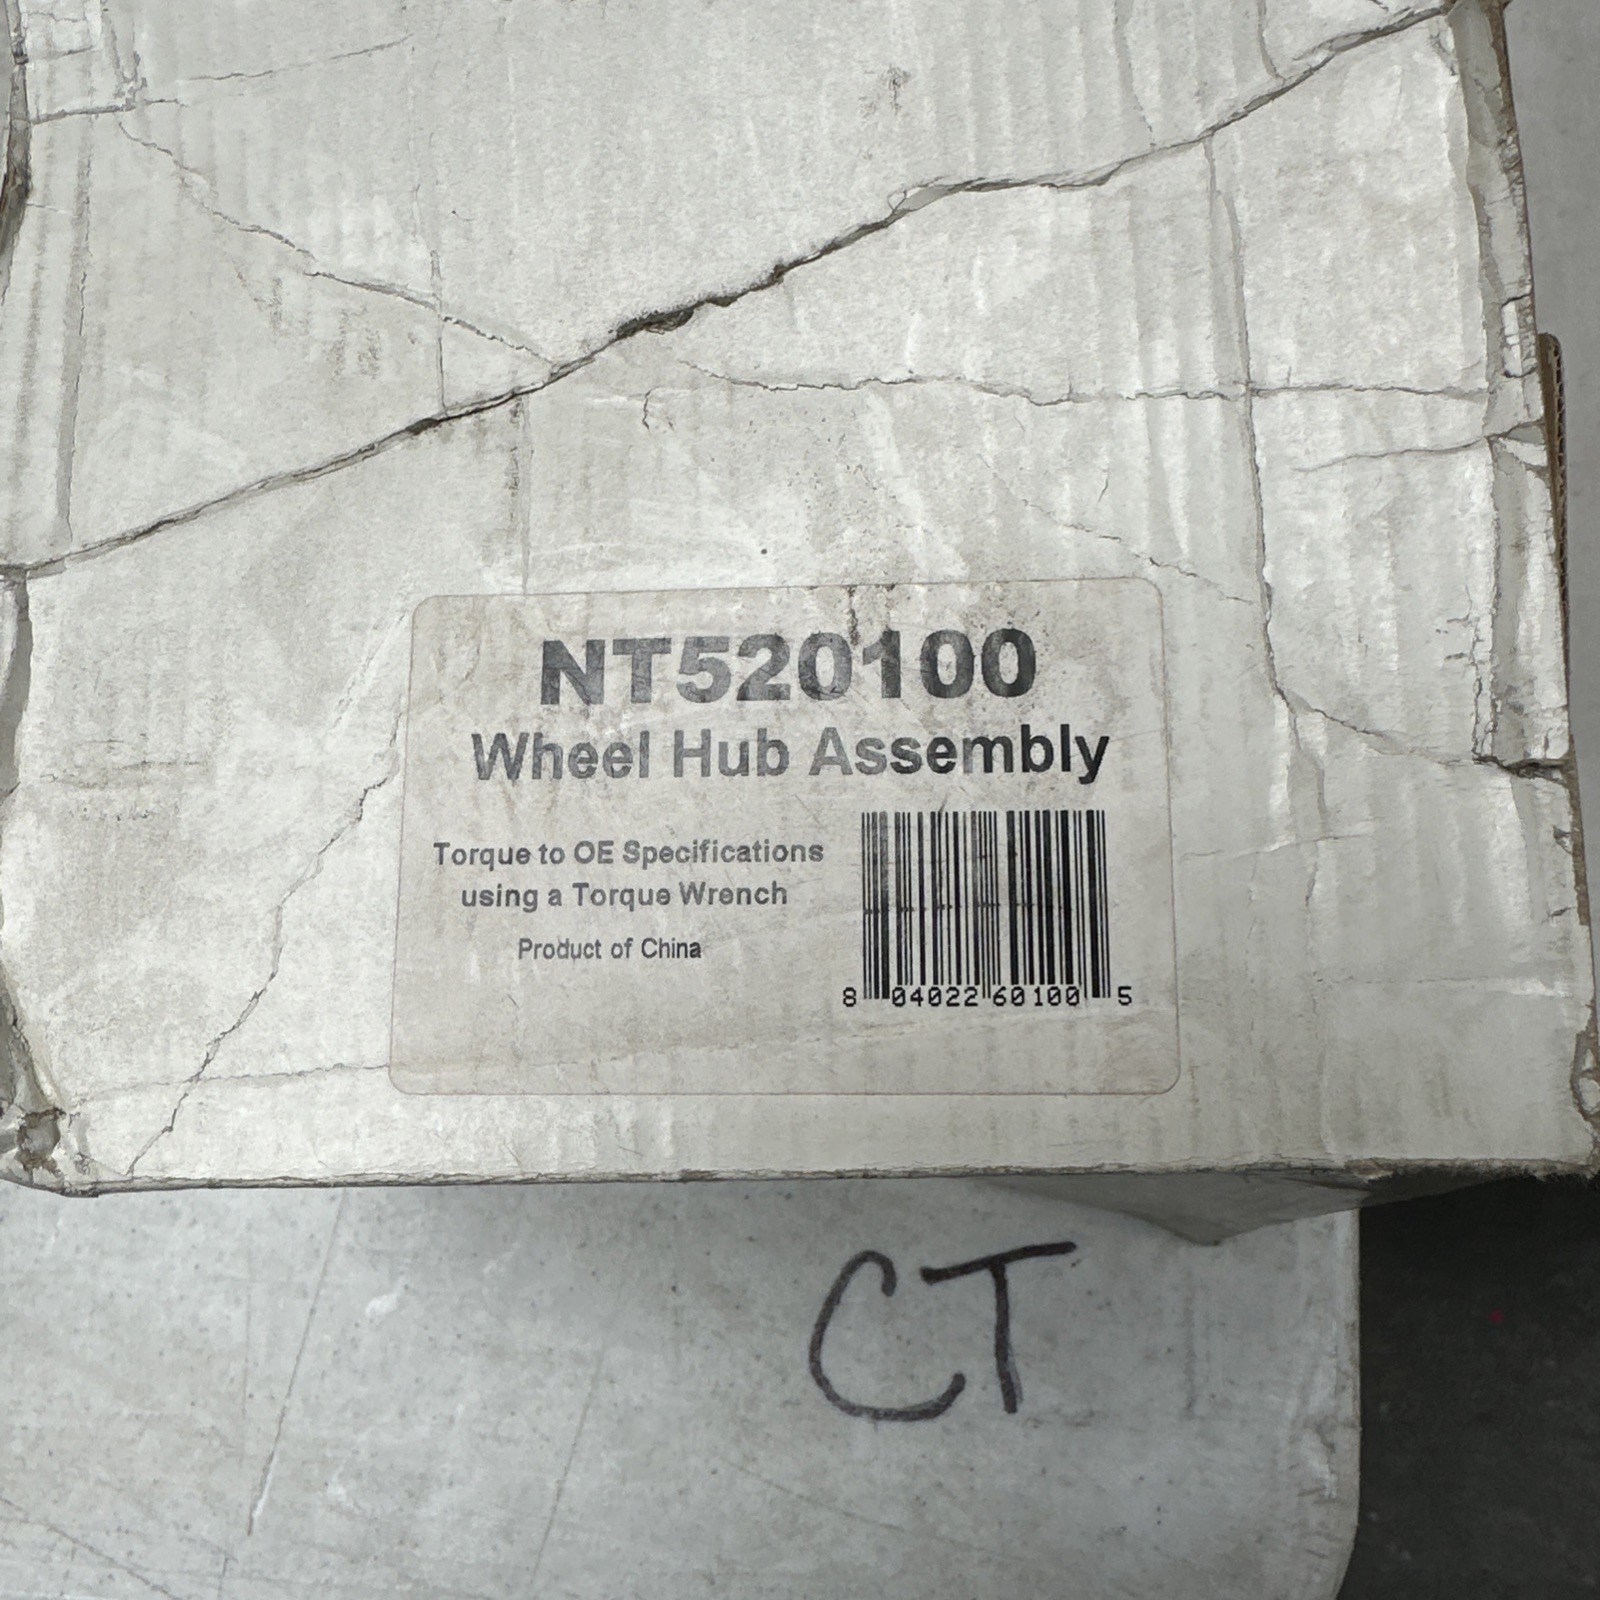 NT520100
Wheel Hub Assembly
Torque to OE Specifications
using a Torque Wrench
Product of China
8 04022 60100 5
CT